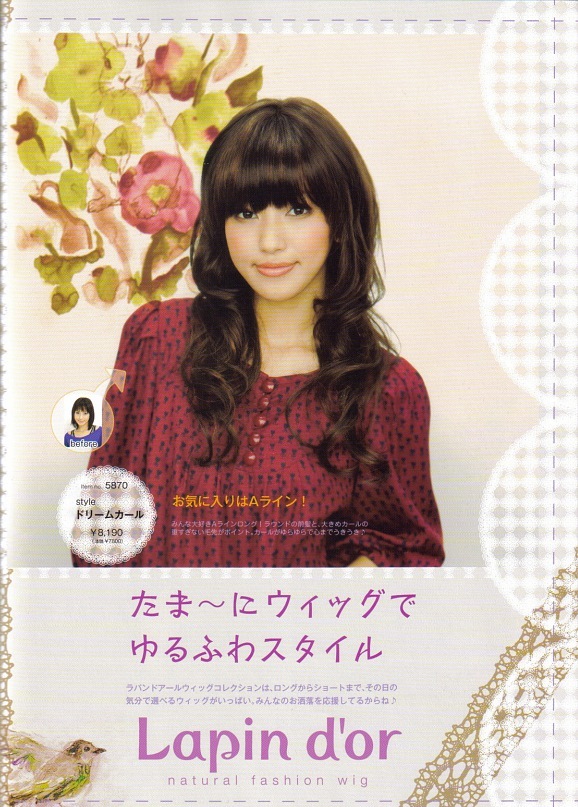 before
Item no. 5870
style
ドリームカール
¥8,190
(本体 ¥7800)
お気に入りはAライン!
みんな大好きAラインロング!ラウンドの前髪と、大きめカールの
重すぎない毛先がポイント。カールがゆらゆらで心までうきうき♪
たま〜にウィッグで
ゆるふわスタイル
ラパンドアールウィッグコレクションは、ロングからショートまで、その日の
気分で選べるウィッグがいっぱい。みんなのお洒落を応援してるからね♪
Lapin d'or
natural fashion wig